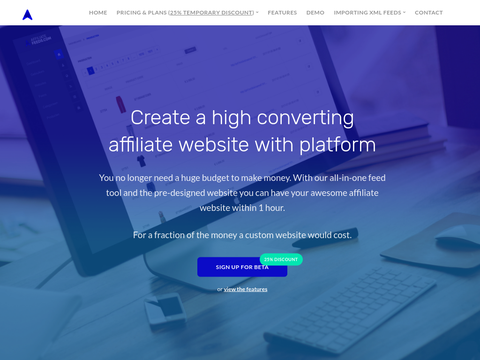 HOME PRICING & PLANS (25% TEMPORARY DISCOUNT) FEATURES DEMO IMPORTING XML FEEDS CONTACT
Create a high converting
affiliate website with platform
You no longer need a huge budget to make money. With our all-in-one feed
tool and the pre-designed website you can have your awesome affiliate
website within 1 hour.
For a fraction of the money a custom website would cost.
25% DISCOUNT
SIGN UP FOR BETA
or view the features